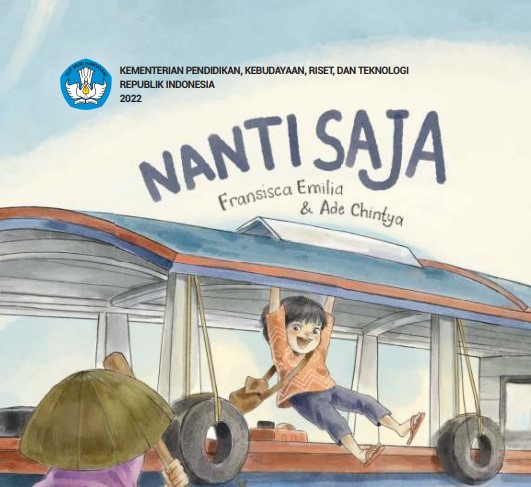 KEMENTERIAN PENDIDIKAN, KEBUDAYAAN, RISET, DAN TEKNOLOGI
REPUBLIK INDONESIA
2022
NANTI SAJA
Fransisca Emilia
& Ade Chintya